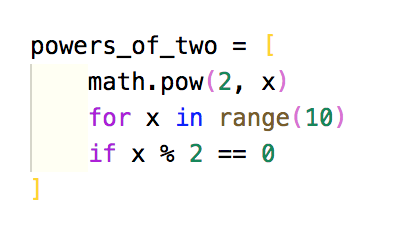 powers_of_two = [
    math.pow(2, x)
    for x in range(10)
    if x % 2 == 0
]